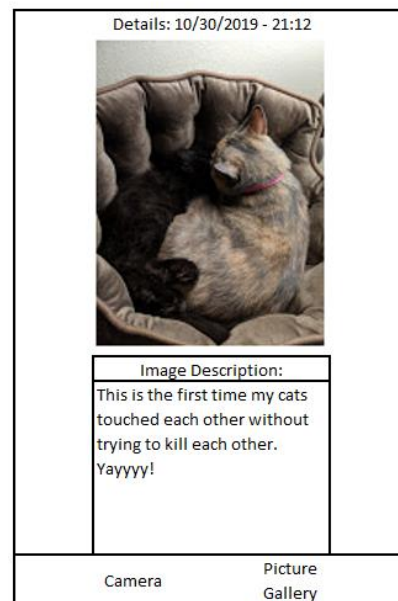 Details: 10/30/2019 - 21:12
Image Description:
This is the first time my cats
touched each other without
trying to kill each other.
Yayyyy!
Camera
Picture
Gallery